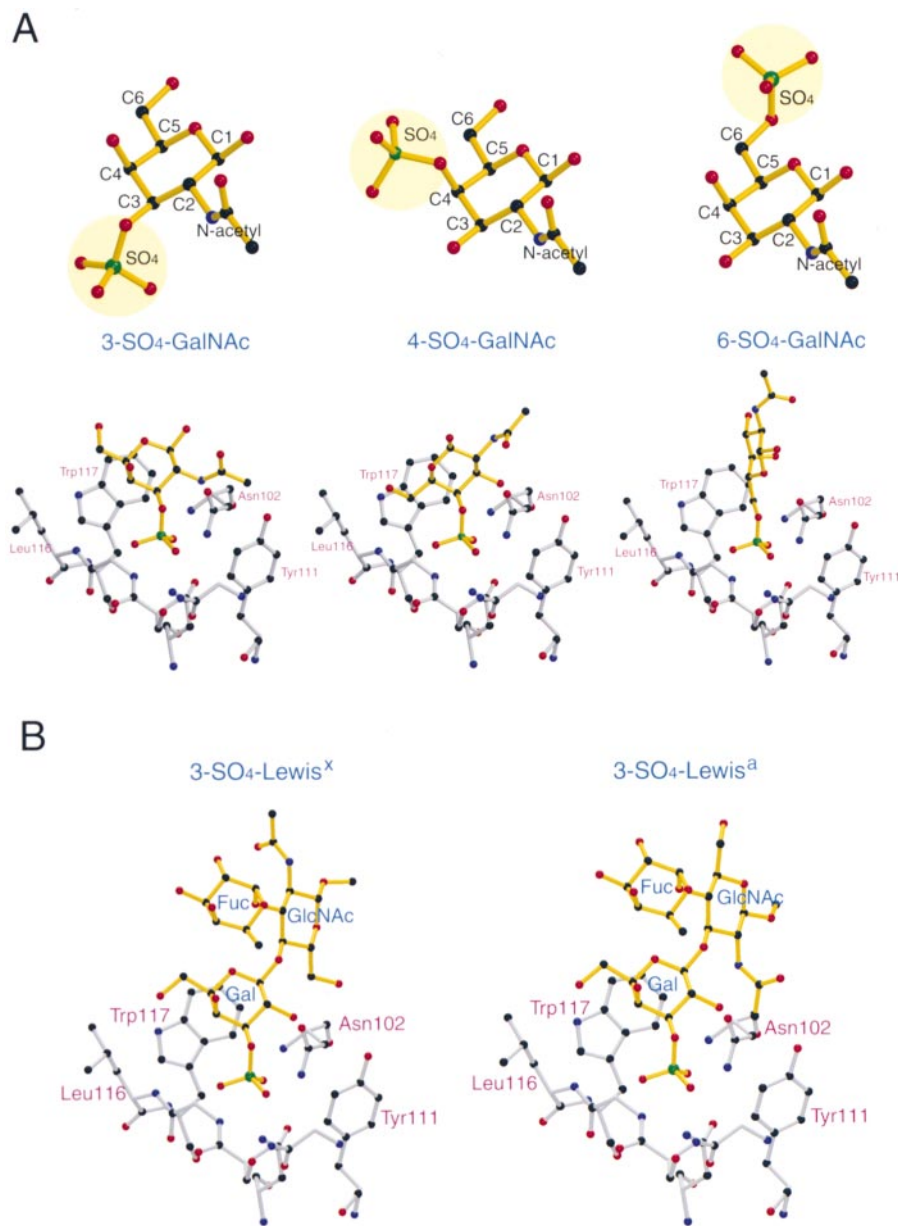 A
C6
C5
C1
C4
C3
C2
N-acetyl
SO4
3-SO4-GalNAc
SO4
C6
C5
C1
C4
C3
C2
N-acetyl
4-SO4-GalNAc
SO4
C6
C5
C1
C4
C3
C2
N-acetyl
6-SO4-GalNAc
Trp117
Asn102
Leu116
Tyr111
Trp117
Asn102
Leu116
Tyr111
Trp117
Asn102
Leu116
Tyr111
B
3-SO4-Lewisx
Fuc
GlcNAc
Gal
Trp117
Asn102
Leu116
Tyr111
3-SO4-Lewisa
Fuc
GlcNAc
Gal
Trp117
Asn102
Leu116
Tyr111